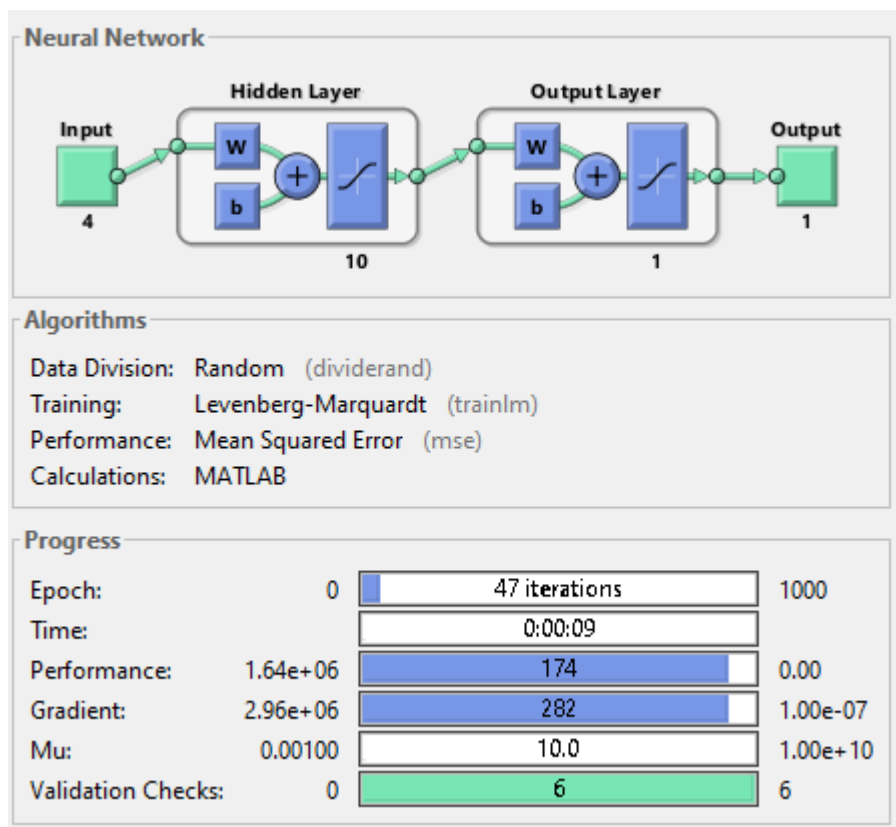 Neural Network
Hidden Layer Output Layer
Input Output
W W
+ +
b b
4 1
10 1
Algorithms
Data Division: Random (dividerand)
Training: Levenberg-Marquardt (trainlm)
Performance: Mean Squared Error (mse)
Calculations: MATLAB
Progress
Epoch: 0 47 iterations 1000
Time: 0:00:09
Performance: 1.64e+06 174 0.00
Gradient: 2.96e+06 282 1.00e-07
Mu: 0.00100 10.0 1.00e+10
Validation Checks: 0 6 6